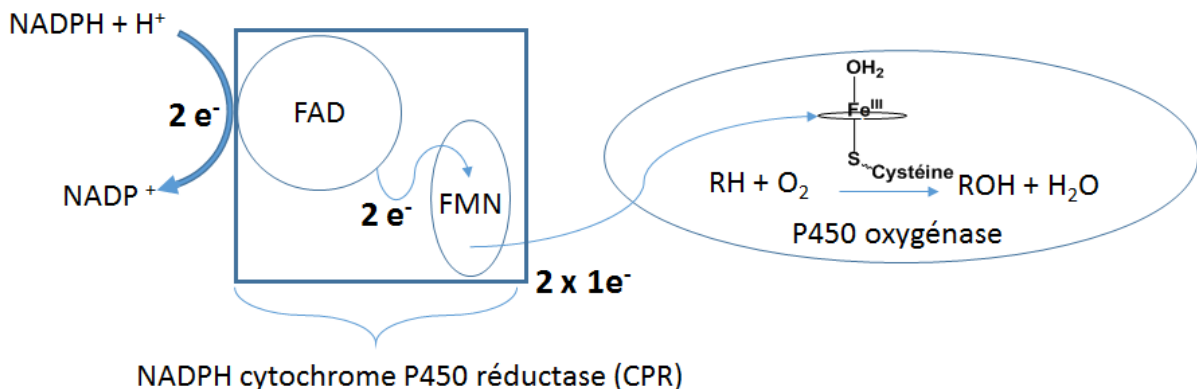 NADPH + H⁺
2 e⁻
NADP ⁺
FAD
2 e⁻
FMN
2 x 1e⁻
NADPH cytochrome P450 réductase (CPR)
OH₂
Feᴵᴵᴵ
S
Cystéine
RH + O₂
ROH + H₂O
P450 oxygénase